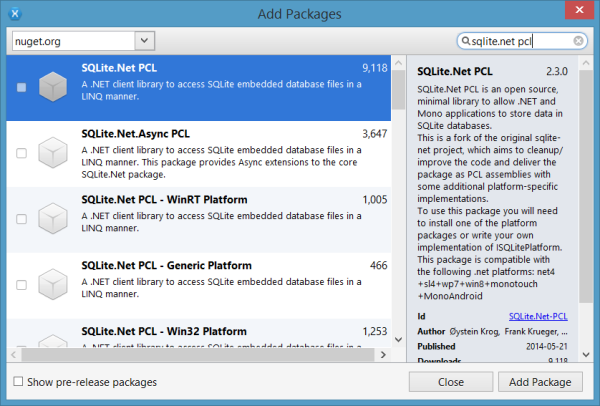 Add Packages
nuget.org
sqlite.net pcl
SQLite.Net PCL 9,118
A .NET client library to access SQLite embedded database files in a
LINQ manner.
SQLite.Net.Async PCL 3,647
A .NET client library to access SQLite embedded database files in a
LINQ manner. This package provides Async extensions to the core
SQLite.Net package.
SQLite.Net PCL - WinRT Platform 1,005
A .NET client library to access SQLite embedded database files in a
LINQ manner.
SQLite.Net PCL - Generic Platform 466
A .NET client library to access SQLite embedded database files in a
LINQ manner.
SQLite.Net PCL - Win32 Platform 1,253
A .NET client library to access SQLite embedded database files in a
SQLite.Net PCL 2.3.0
SQLite.Net PCL is an open source,
minimal library to allow .NET and
Mono applications to store data in
SQLite databases.
This is a fork of the original sqlite-
net project, which aims to cleanup/
improve the code and deliver the
package as PCL assemblies with
some additional platform-specific
implementations.
To use this package you will need
to install one of the platform
packages or write your own
implementation of ISQLitePlatform.
This package is compatible with
the following .net platforms: net4
+sl4+wp7+win8+monotouch
+MonoAndroid
Id SQLite.Net-PCL
Author Øystein Krog, Frank Krueger, ...
Published 2014-05-21
Downloads 9,118
Show pre-release packages
Close
Add Package